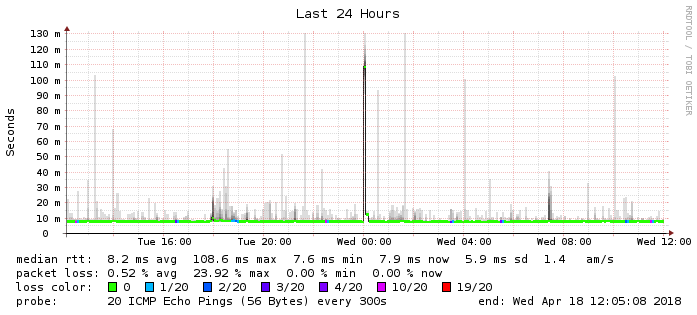 Last 24 Hours
RRDTOOL / TOBI OETIKER
Seconds
130 m
120 m
110 m
100 m
90 m
80 m
70 m
60 m
50 m
40 m
30 m
20 m
10 m
0
Tue 16:00 Tue 20:00 Wed 00:00 Wed 04:00 Wed 08:00 Wed 12:00
median rtt: 8.2 ms avg 108.6 ms max 7.6 ms min 7.9 ms now 5.9 ms sd 1.4 am/s
packet loss: 0.52 % avg 23.92 % max 0.00 % min 0.00 % now
loss color: 0 1/20 2/20 3/20 4/20 10/20 19/20
probe: 20 ICMP Echo Pings (56 Bytes) every 300s end: Wed Apr 18 12:05:08 2018